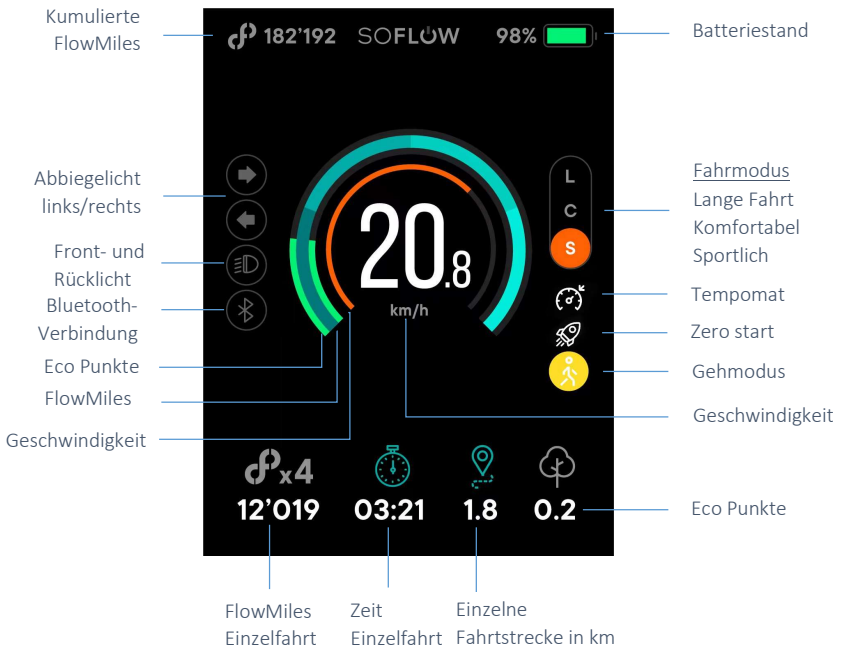 Kumulierte
FlowMiles
182'192
SOFLOW
98%
Batteriestand
Abbiegelicht
links/rechts
Front- und
Rücklicht
Bluetooth-
Verbindung
Eco Punkte
FlowMiles
Geschwindigkeit
20.8
km/h
L
C
S
Fahrmodus
Lange Fahrt
Komfortabel
Sportlich
Tempomat
Zero start
Gehmodus
Geschwindigkeit
x4
12'019
03:21
1.8
0.2
Eco Punkte
FlowMiles
Einzelfahrt
Zeit
Einzelfahrt
Einzelne
Fahrtstrecke in km